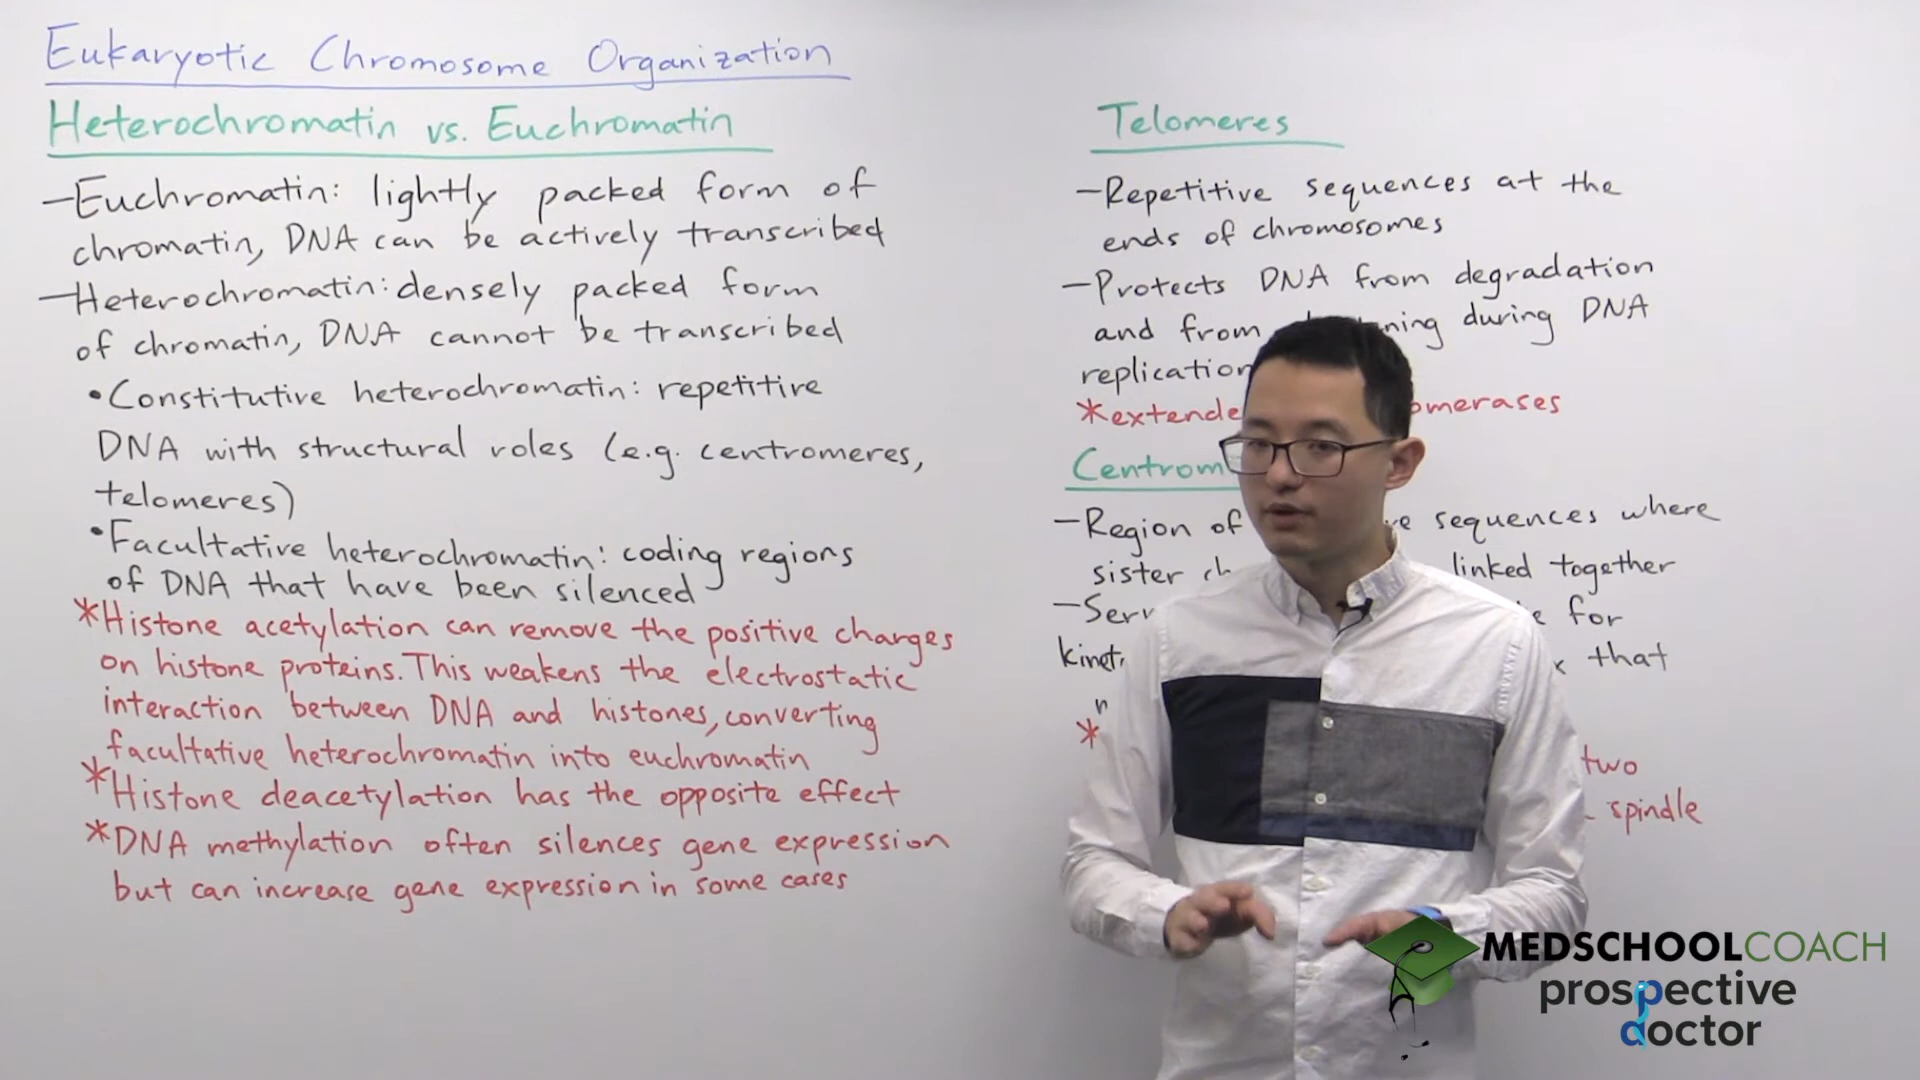 Eukaryotic Chromosome Organization
Heterochromatin vs. Euchromatin
-Euchromatin: lightly packed form of
chromatin, DNA can be actively transcribed
-Heterochromatin: densely packed form
of chromatin, DNA cannot be transcribed
•Constitutive heterochromatin: repetitive
DNA with structural roles (e.g. centromeres,
telomeres)
•Facultative heterochromatin: coding regions
of DNA that have been silenced
*Histone acetylation can remove the positive charges
on histone proteins. This weakens the electrostatic
interaction between DNA and histones, converting
facultative heterochromatin into euchromatin
*Histone deacetylation has the opposite effect
*DNA methylation often silences gene expression
but can increase gene expression in some cases
Telomeres
-Repetitive sequences at the
ends of chromosomes
-Protects DNA from degradation
and from during DNA
replication
*
-Region of sequences where
sister linked together
- for
that
*
two
spindle
MEDSCHOOLCOACH
prospective
doctor